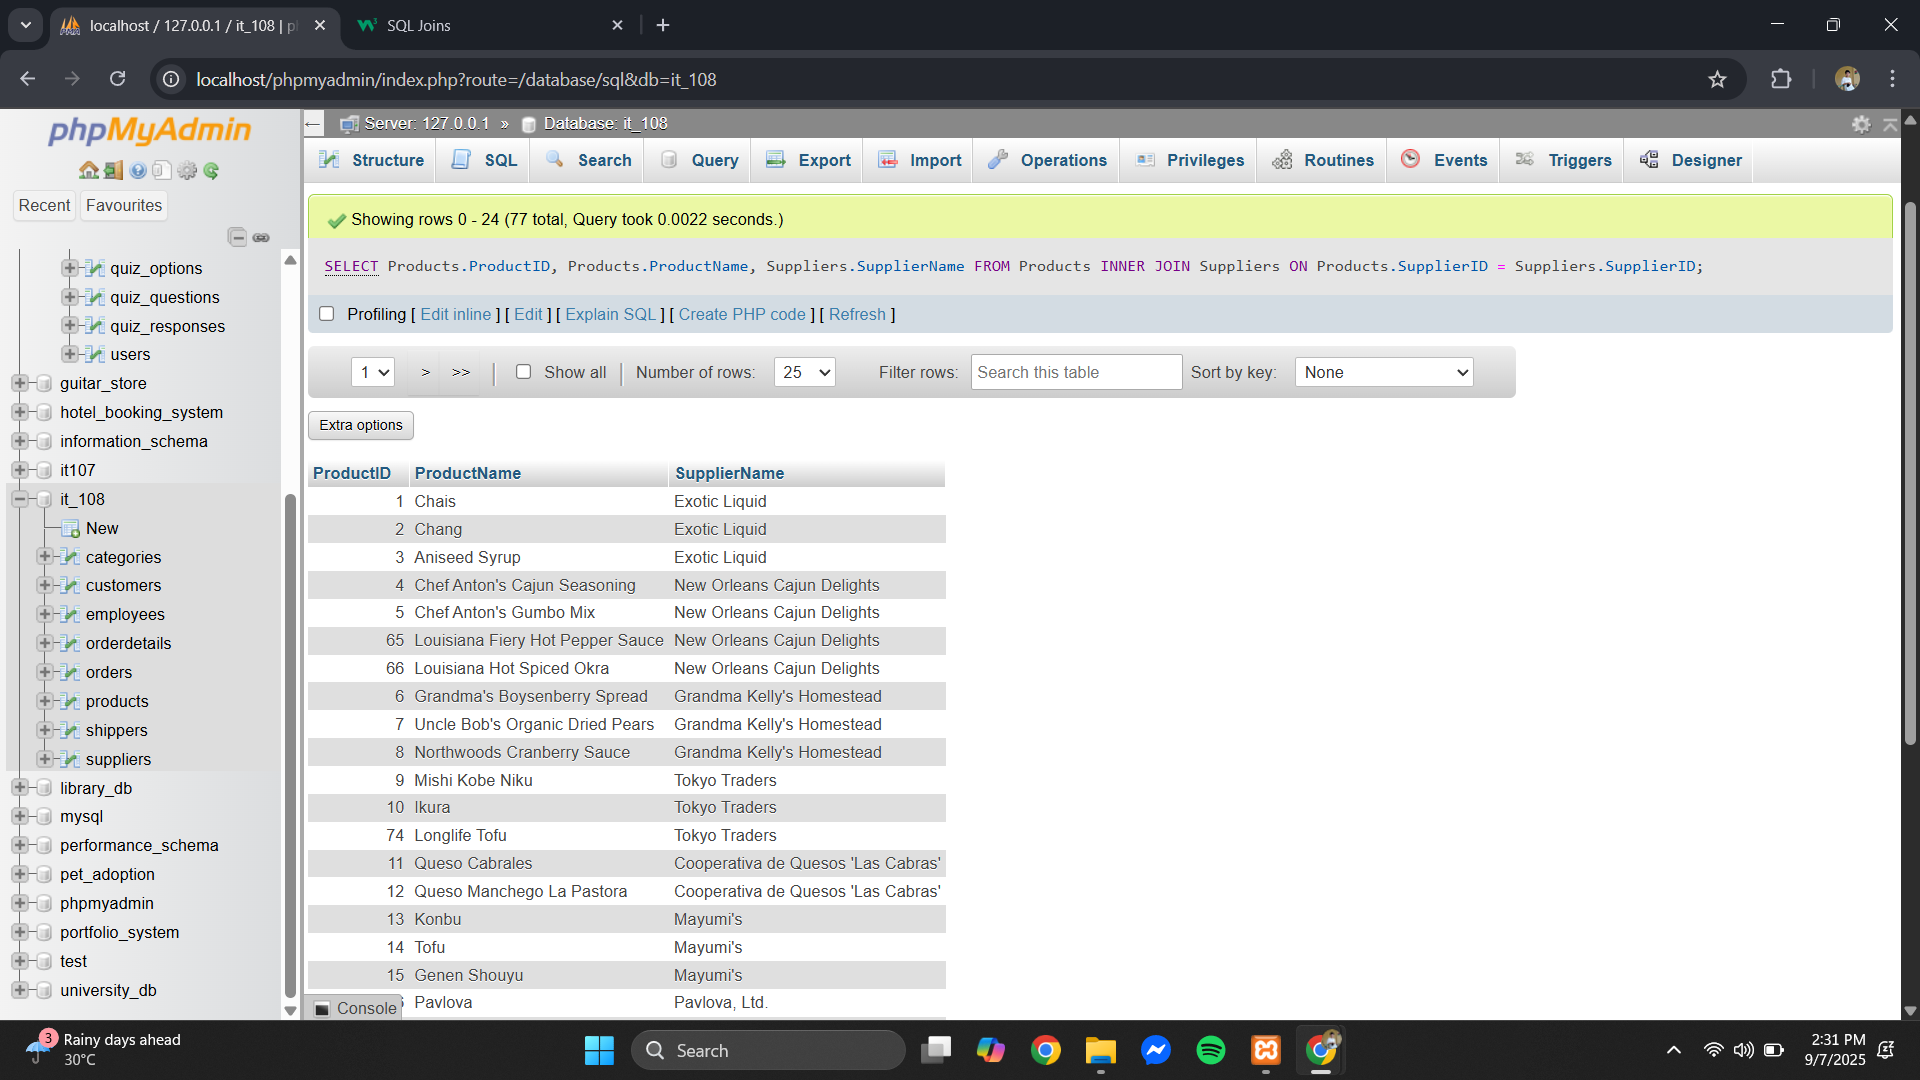 localhost / 127.0.0.1 / it_108 | p
SQL Joins
localhost/phpmyadmin/index.php?route=/database/sql&db=it_108
phpMyAdmin
Recent
Favourites
quiz_options
quiz_questions
quiz_responses
users
guitar_store
hotel_booking_system
information_schema
it107
it_108
New
categories
customers
employees
orderdetails
orders
products
shippers
suppliers
library_db
mysql
performance_schema
pet_adoption
phpmyadmin
portfolio_system
test
university_db
Server: 127.0.0.1 » Database: it_108
Structure SQL Search Query Export Import Operations Privileges Routines Events Triggers Designer
Showing rows 0 - 24 (77 total, Query took 0.0022 seconds.)
SELECT Products.ProductID, Products.ProductName, Suppliers.SupplierName FROM Products INNER JOIN Suppliers ON Products.SupplierID = Suppliers.SupplierID;
Profiling [ Edit inline ] [ Edit ] [ Explain SQL ] [ Create PHP code ] [ Refresh ]
1 > >> | Show all | Number of rows: 25 Filter rows: Search this table Sort by key: None
Extra options
ProductID ProductName SupplierName
1 Chais Exotic Liquid
2 Chang Exotic Liquid
3 Aniseed Syrup Exotic Liquid
4 Chef Anton's Cajun Seasoning New Orleans Cajun Delights
5 Chef Anton's Gumbo Mix New Orleans Cajun Delights
65 Louisiana Fiery Hot Pepper Sauce New Orleans Cajun Delights
66 Louisiana Hot Spiced Okra New Orleans Cajun Delights
6 Grandma's Boysenberry Spread Grandma Kelly's Homestead
7 Uncle Bob's Organic Dried Pears Grandma Kelly's Homestead
8 Northwoods Cranberry Sauce Grandma Kelly's Homestead
9 Mishi Kobe Niku Tokyo Traders
10 Ikura Tokyo Traders
74 Longlife Tofu Tokyo Traders
11 Queso Cabrales Cooperativa de Quesos 'Las Cabras'
12 Queso Manchego La Pastora Cooperativa de Quesos 'Las Cabras'
13 Konbu Mayumi's
14 Tofu Mayumi's
15 Genen Shouyu Mayumi's
Pavlova Pavlova, Ltd.
Console
3
Rainy days ahead
30°C
Search
2:31 PM
9/7/2025